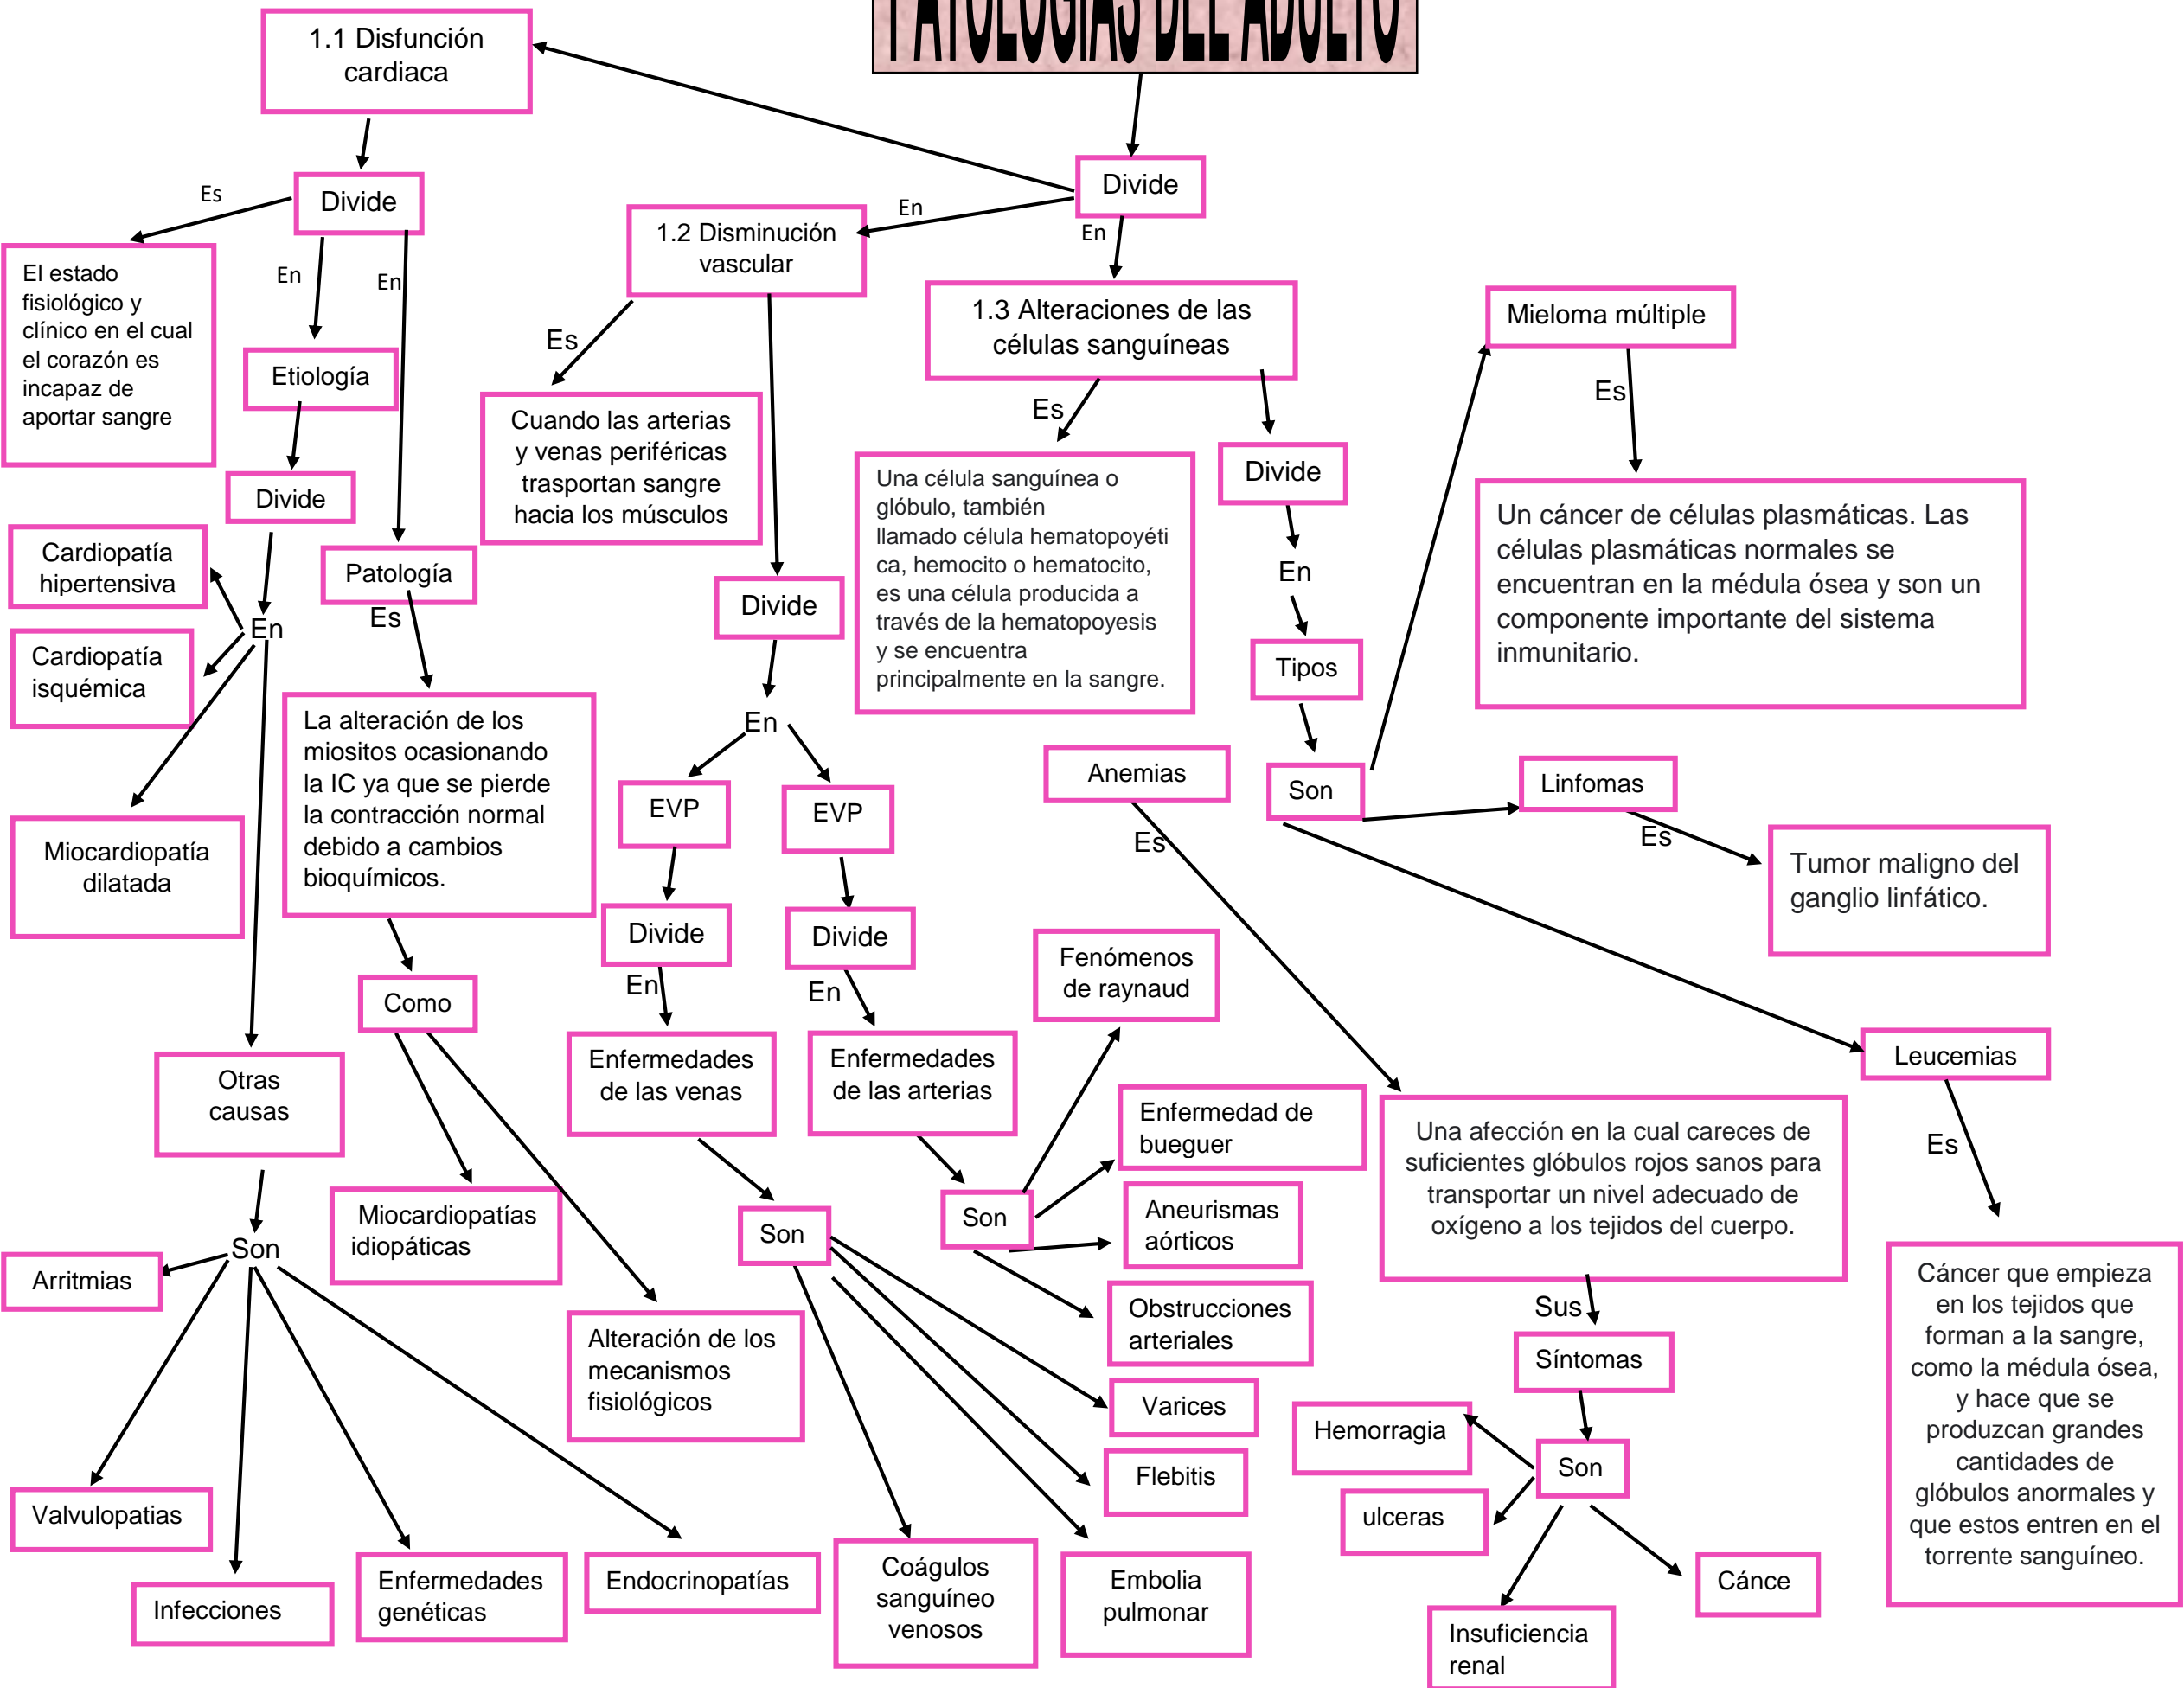 PATOLOGIAS DEL ADULTO
1.1 Disfunción
cardiaca
Divide
Es
Divide
En
1.2 Disminución
vascular
En
El estado
fisiológico y
clínico en el cual
el corazón es
incapaz de
aportar sangre
En
En
1.3 Alteraciones de las
células sanguíneas
Mieloma múltiple
Es
Etiología
Es
Es
Cuando las arterias
y venas periféricas
trasportan sangre
hacia los músculos
Divide
Una célula sanguínea o
glóbulo, también
llamado célula hematopoyéti
ca, hemocito o hematocito,
es una célula producida a
través de la hematopoyesis
y se encuentra
principalmente en la sangre.
Divide
En
Tipos
Un cáncer de células plasmáticas. Las
células plasmáticas normales se
encuentran en la médula ósea y son un
componente importante del sistema
inmunitario.
Cardiopatía
hipertensiva
Patología
Es
Divide
En
Cardiopatía
isquémica
La alteración de los
miositos ocasionando
la IC ya que se pierde
la contracción normal
debido a cambios
bioquímicos.
En
Anemias
Es
Son
Linfomas
Es
EVP
EVP
Miocardiopatía
dilatada
Tumor maligno del
ganglio linfático.
Divide
Divide
En
En
Como
Fenómenos
de raynaud
Enfermedades
de las venas
Enfermedades
de las arterias
Leucemias
Es
Otras
causas
Enfermedad de
bueguer
Una afección en la cual careces de
suficientes glóbulos rojos sanos para
transportar un nivel adecuado de
oxígeno a los tejidos del cuerpo.
Miocardiopatías
idiopáticas
Son
Son
Aneurismas
aórticos
Son
Arritmias
Cáncer que empieza
en los tejidos que
forman a la sangre,
como la médula ósea,
y hace que se
produzcan grandes
cantidades de
glóbulos anormales y
que estos entren en el
torrente sanguíneo.
Obstrucciones
arteriales
Sus
Síntomas
Alteración de los
mecanismos
fisiológicos
Varices
Hemorragia
Son
Flebitis
Valvulopatias
ulceras
Infecciones
Enfermedades
genéticas
Endocrinopatías
Coágulos
sanguíneo
venosos
Embolia
pulmonar
Cánce
Insuficiencia
renal